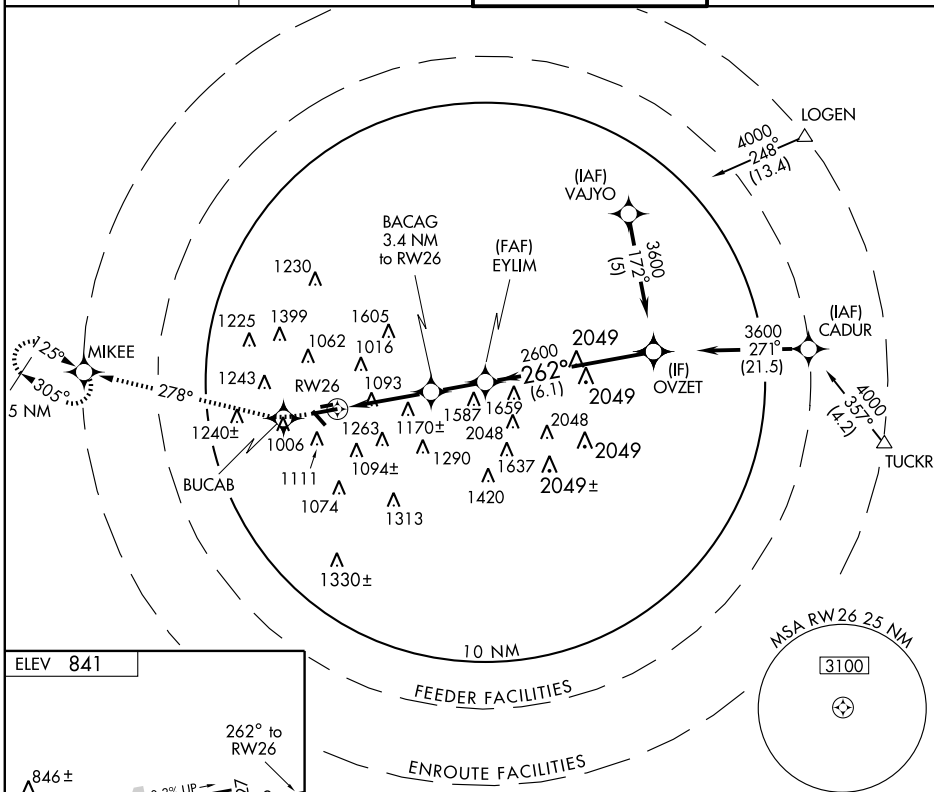 LOGEN
4000
248°
(13.4)
(IAF)
VAJYO
3600
172°
(5)
BACAG
3.4 NM
to RW26
(FAF)
EYLIM
1230
1225
1399
1062
1605
1016
(IAF)
CADUR
3600
271°
(21.5)
MIKEE
125°
305°
5 NM
278°
1243
RW26
1093
2600
262°
(6.1)
2049
2049
(IF)
OVZET
4000
357°
(4.2)
TUCKR
1240±
1006
1263
1170±
1587
1659
2048
2048
2049
BUCAB
1111
1094±
1290
1637
2049±
1074
1313
1420
1330±
10 NM
FEEDER FACILITIES
ENROUTE FACILITIES
MSA RW26 25 NM
3100
ELEV 841
262° to
RW26
846±